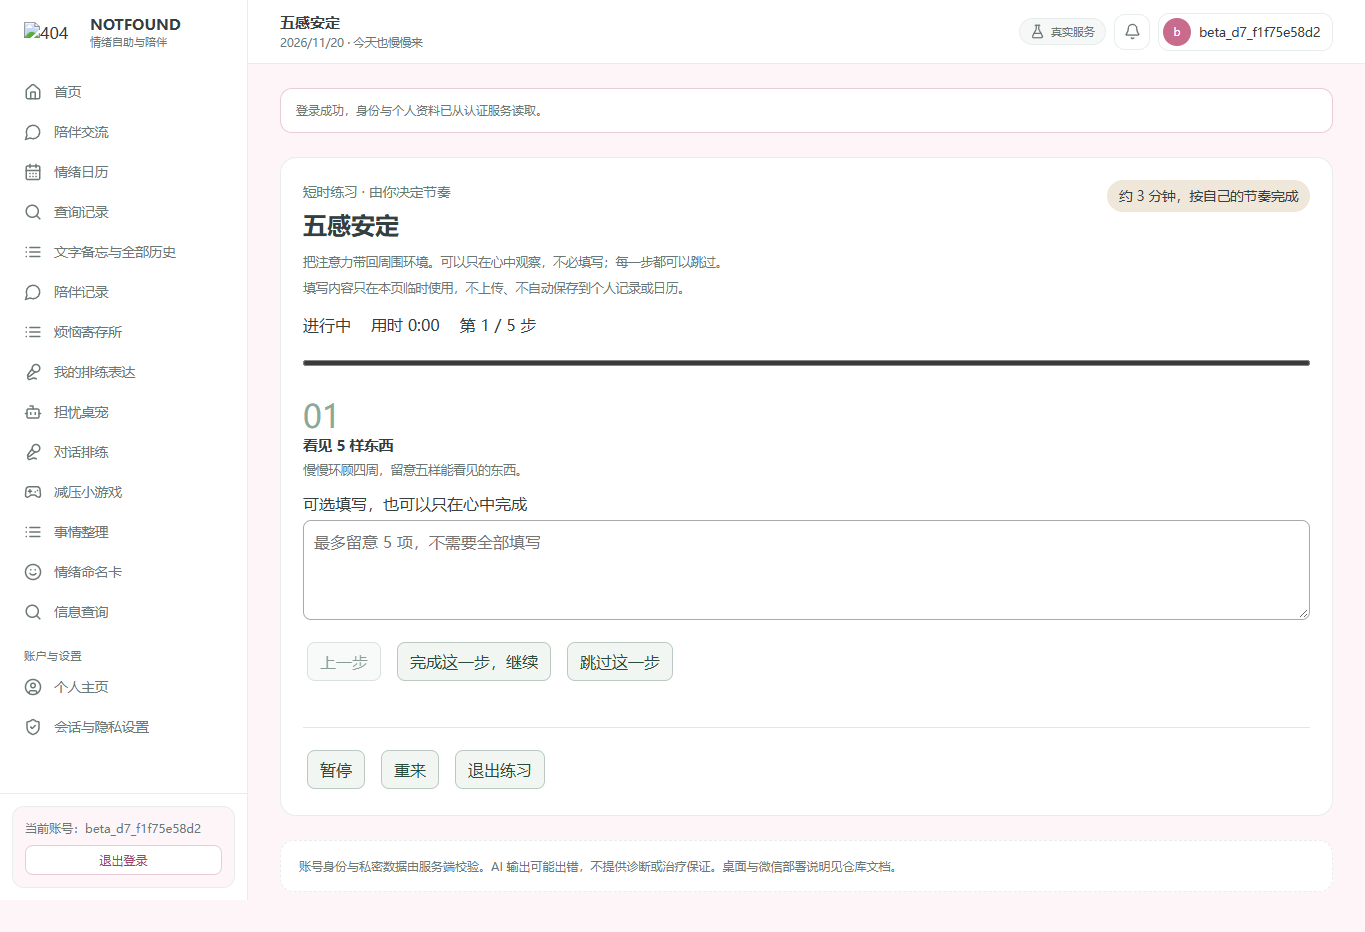 404
NOTFOUND
情绪自助与陪伴
首页
陪伴交流
情绪日历
查询记录
文字备忘与全部历史
陪伴记录
烦恼寄存所
我的排练表达
担忧桌宠
对话排练
减压小游戏
事情整理
情绪命名卡
信息查询
账户与设置
个人主页
会话与隐私设置
当前账号：beta_d7_f1f75e58d2
退出登录
五感安定
2026/11/20 · 今天也慢慢来
真实服务
b
beta_d7_f1f75e58d2
登录成功，身份与个人资料已从认证服务读取。
短时练习 · 由你决定节奏
约 3 分钟，按自己的节奏完成
五感安定
把注意力带回周围环境。可以只在心中观察，不必填写；每一步都可以跳过。
填写内容只在本页临时使用，不上传、不自动保存到个人记录或日历。
进行中 用时 0:00 第 1 / 5 步
01
看见 5 样东西
慢慢环顾四周，留意五样能看见的东西。
可选填写，也可以只在心中完成
最多留意 5 项，不需要全部填写
上一步 完成这一步，继续 跳过这一步
暂停 重来 退出练习
账号身份与私密数据由服务端校验。AI 输出可能出错，不提供诊断或治疗保证。桌面与微信部署说明见仓库文档。